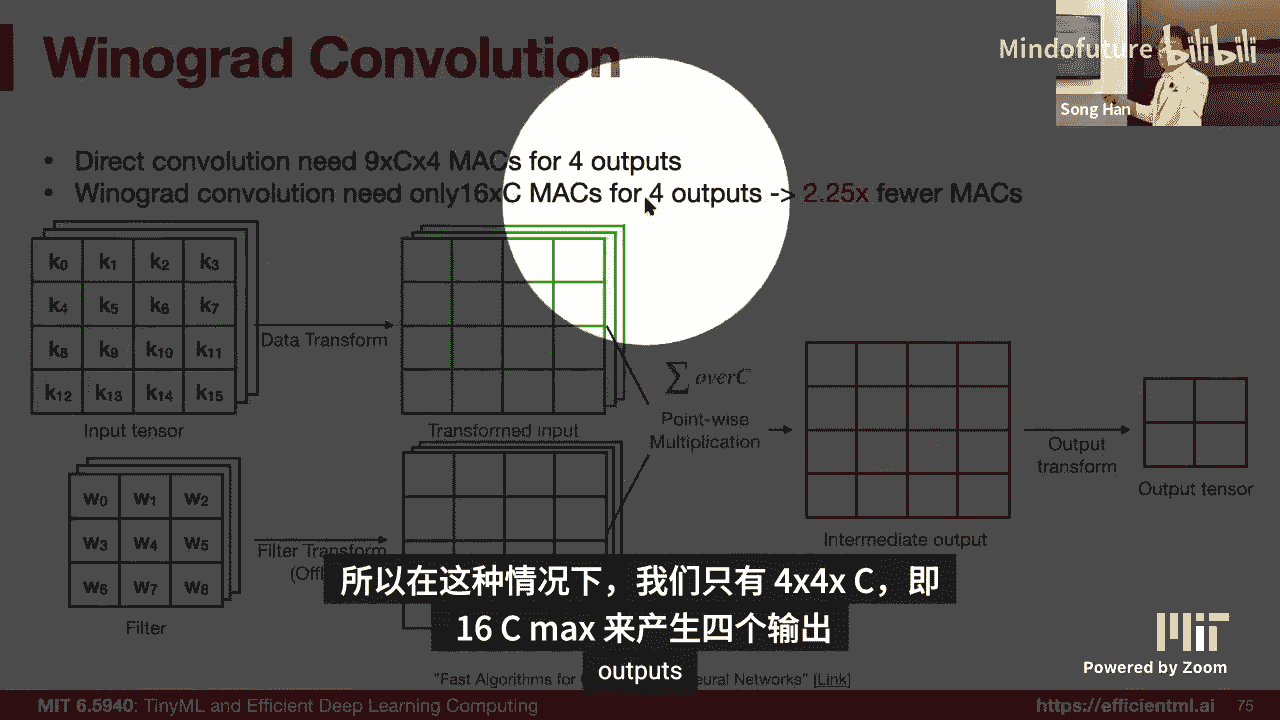 Winograd Convolution
Mindofuture bilibili
Song Han
• Direct convolution need 9xCx4 MACs for 4 outputs
• Winograd convolution need only16xC MACs for 4 outputs -> 2.25x fewer MACs
k0 k1 k2 k3
k4 k5 k6 k7
k8 k9 k10 k11
k12 k13 k14 k15
Input tensor
Data Transform
Transformed input
∑ overC
Point-wise
Multiplication
Intermediate output
Output
transform
Output tensor
w0 w1 w2
w3 w4 w5
w6 w7 w8
Filter
Filter Transform
所以在这种情况下，我们只有 4x4x C，即
16 C max 来产生四个输出
outputs
"Fast Algorithms for Neural Networks" [Link]
MIT
Powered by Zoom
MIT 6.5940: TinyML and Efficient Deep Learning Computing
https://efficientml.ai 75